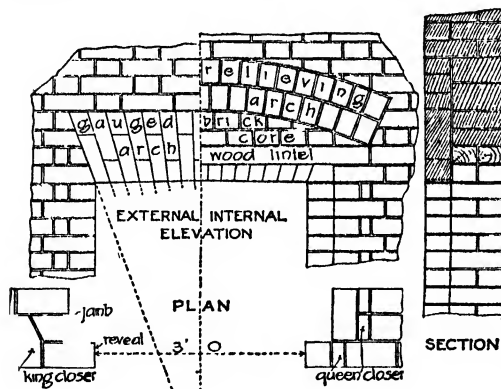 relieving
gauged arch
arch brick
core
wood lintel
EXTERNAL INTERNAL
ELEVATION
PLAN
jamb
reveal 3' 0
SECTION
king closer queen closer